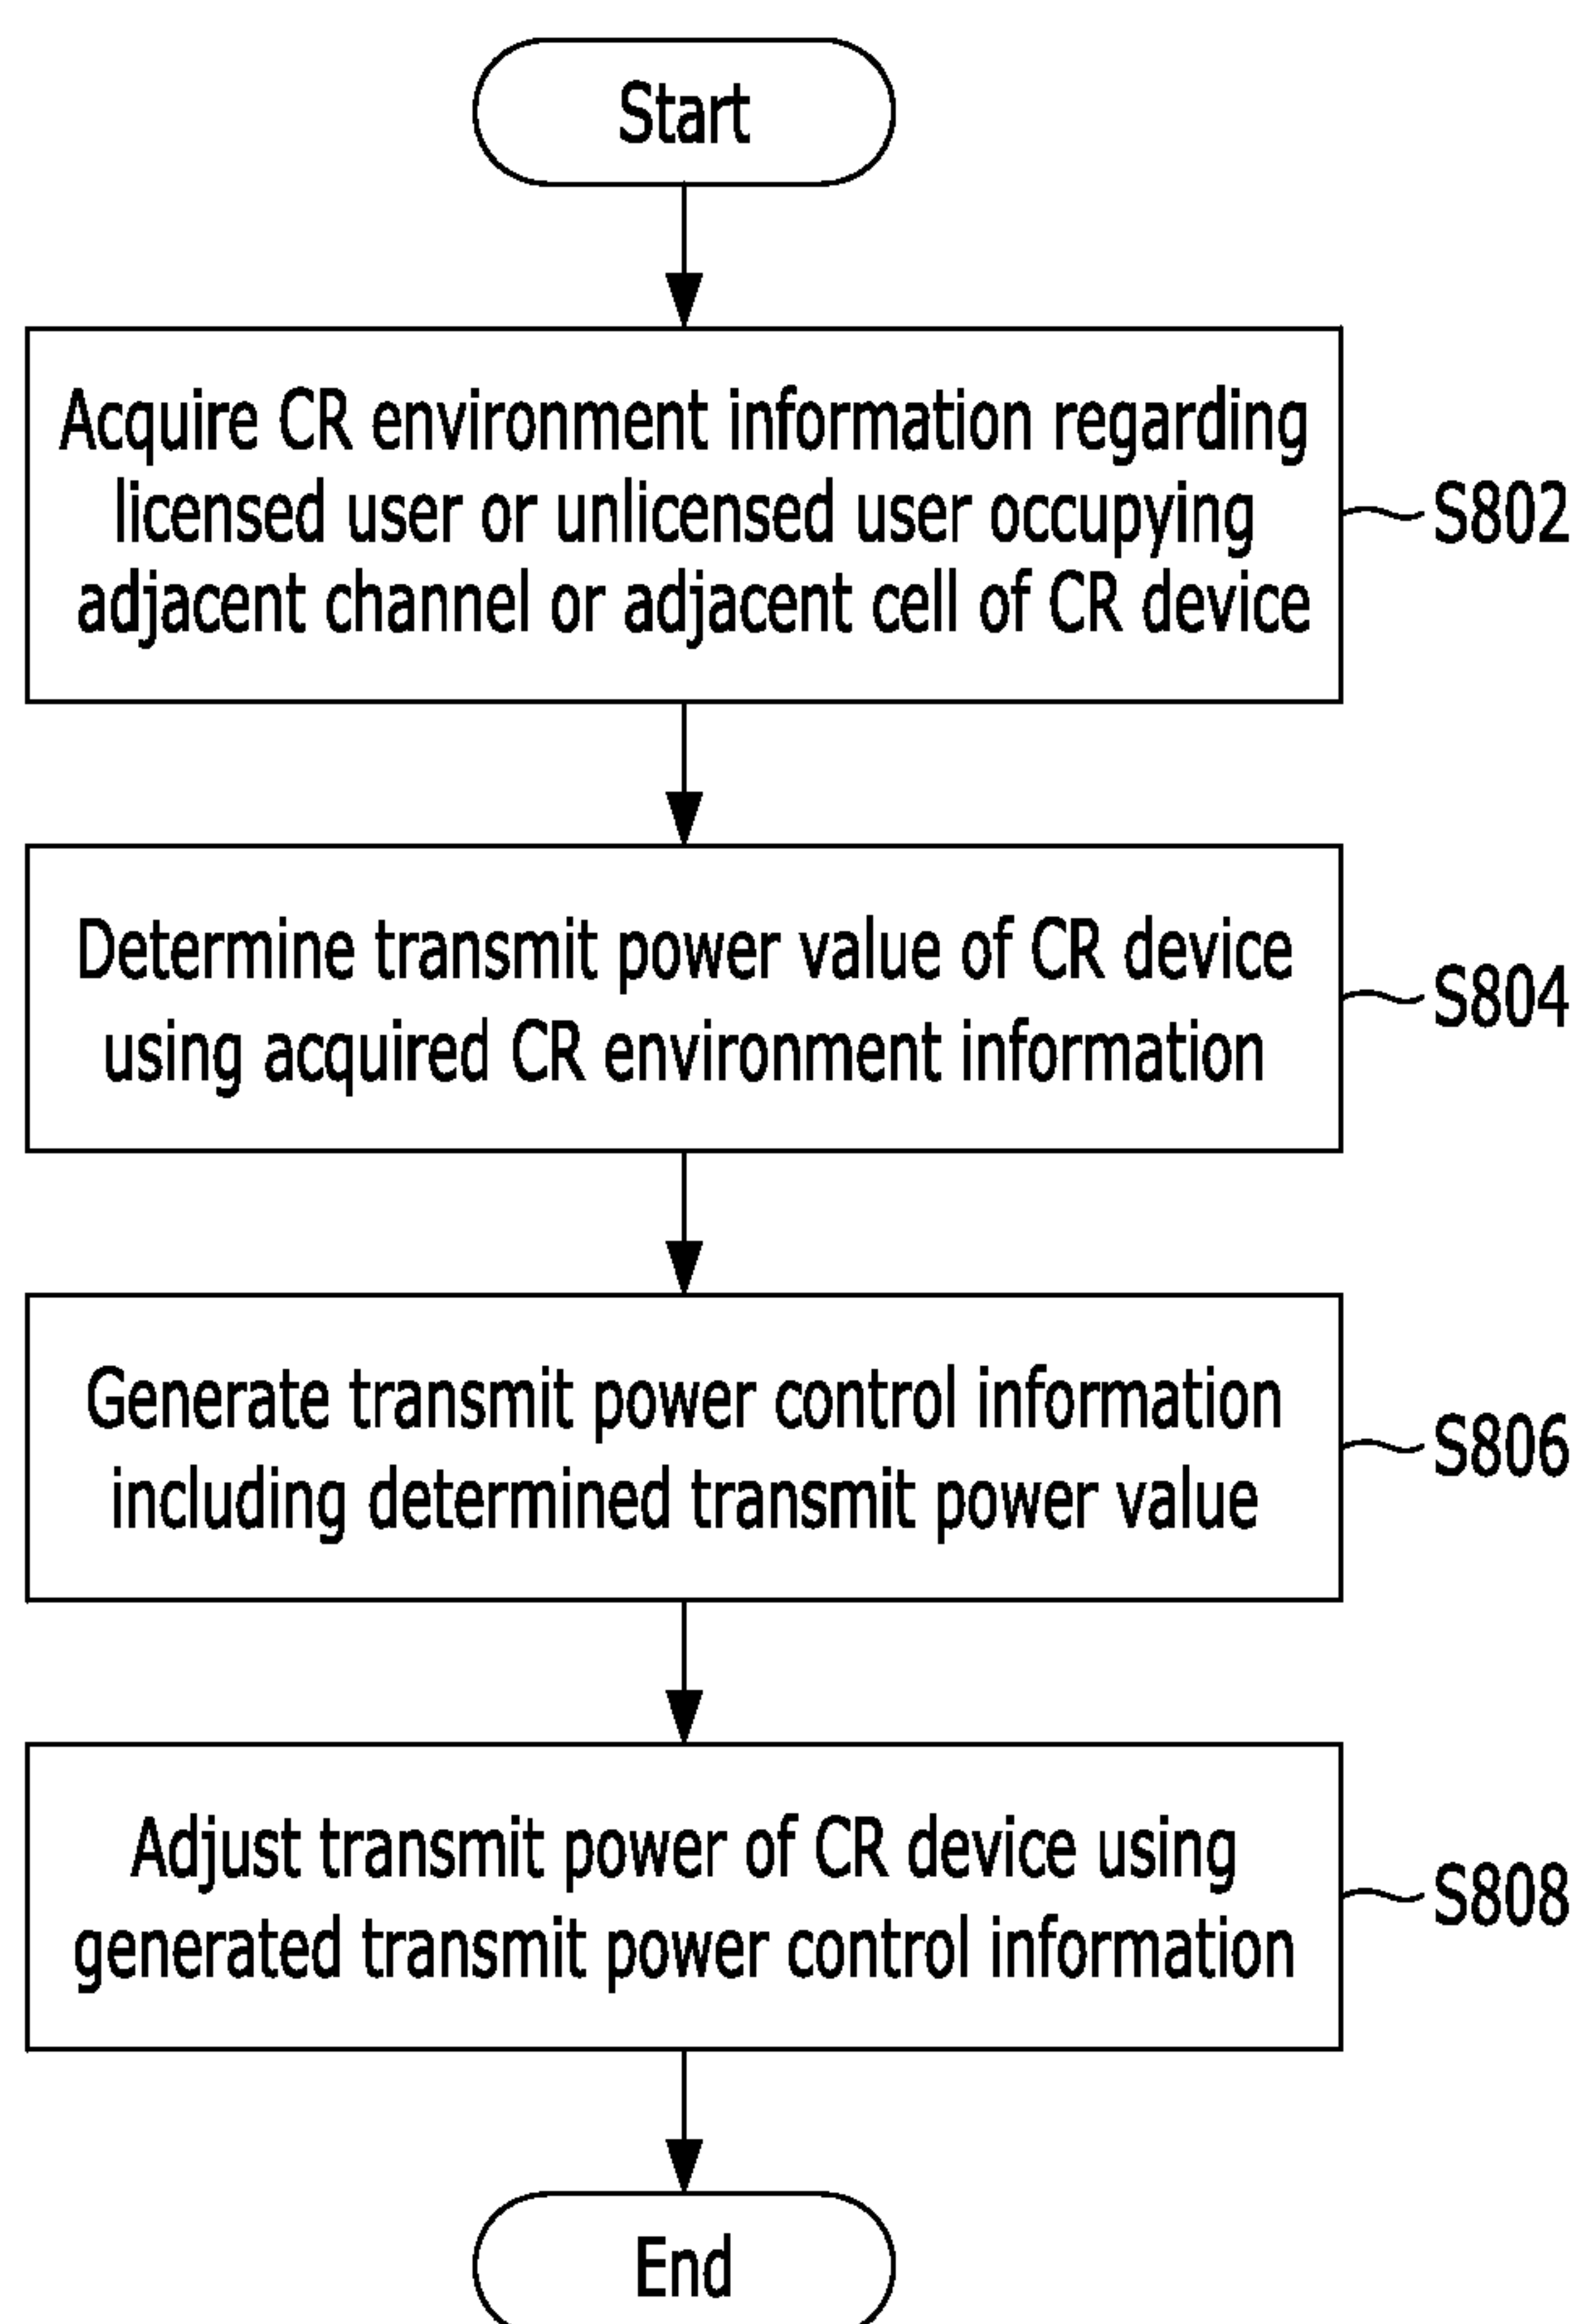 Start
Acquire CR environment information regarding
licensed user or unlicensed user occupying
adjacent channel or adjacent cell of CR device
S802
Determine transmit power value of CR device
using acquired CR environment information
S804
Generate transmit power control information
including determined transmit power value
S806
Adjust transmit power of CR device using
generated transmit power control information
S808
End